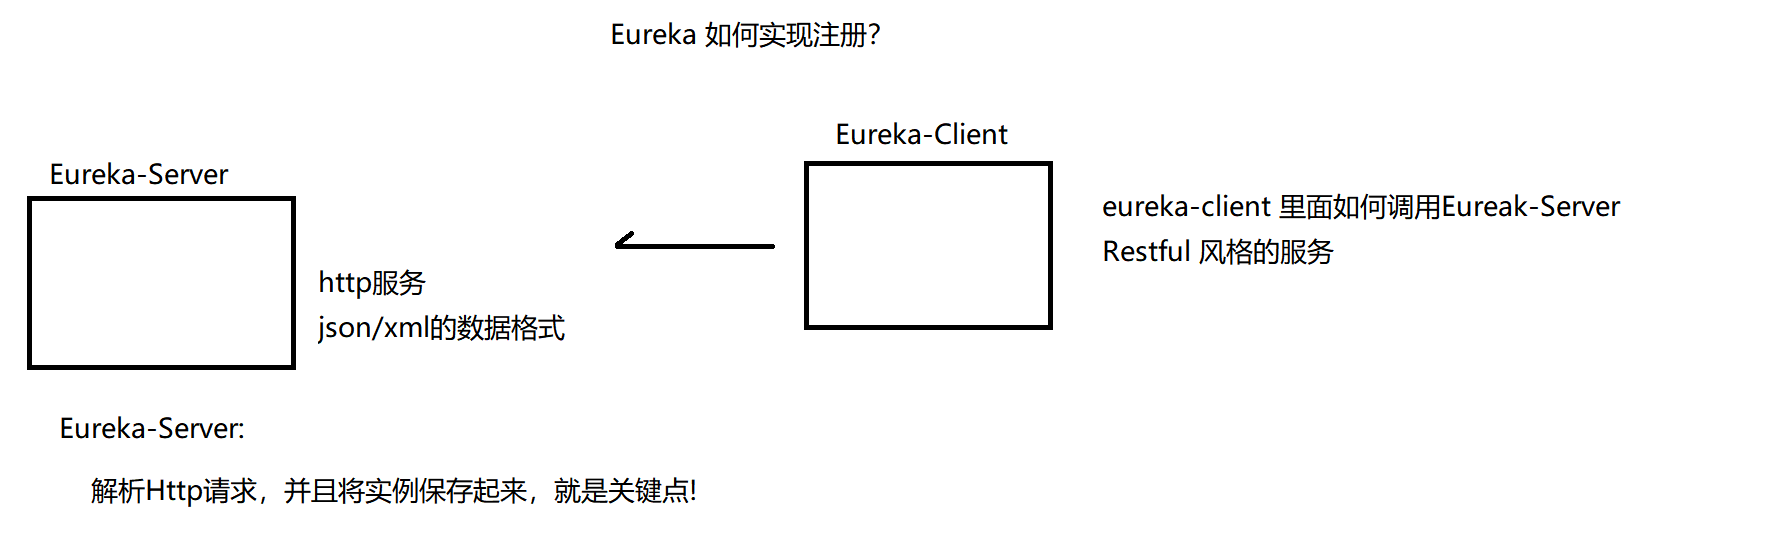 Eureka 如何实现注册?
Eureka-Client
Eureka-Server
eureka-client 里面如何调用Eureak-Server
Restful 风格的服务
http服务
json/xml的数据格式
Eureka-Server:
解析Http请求，并且将实例保存起来，就是关键点!